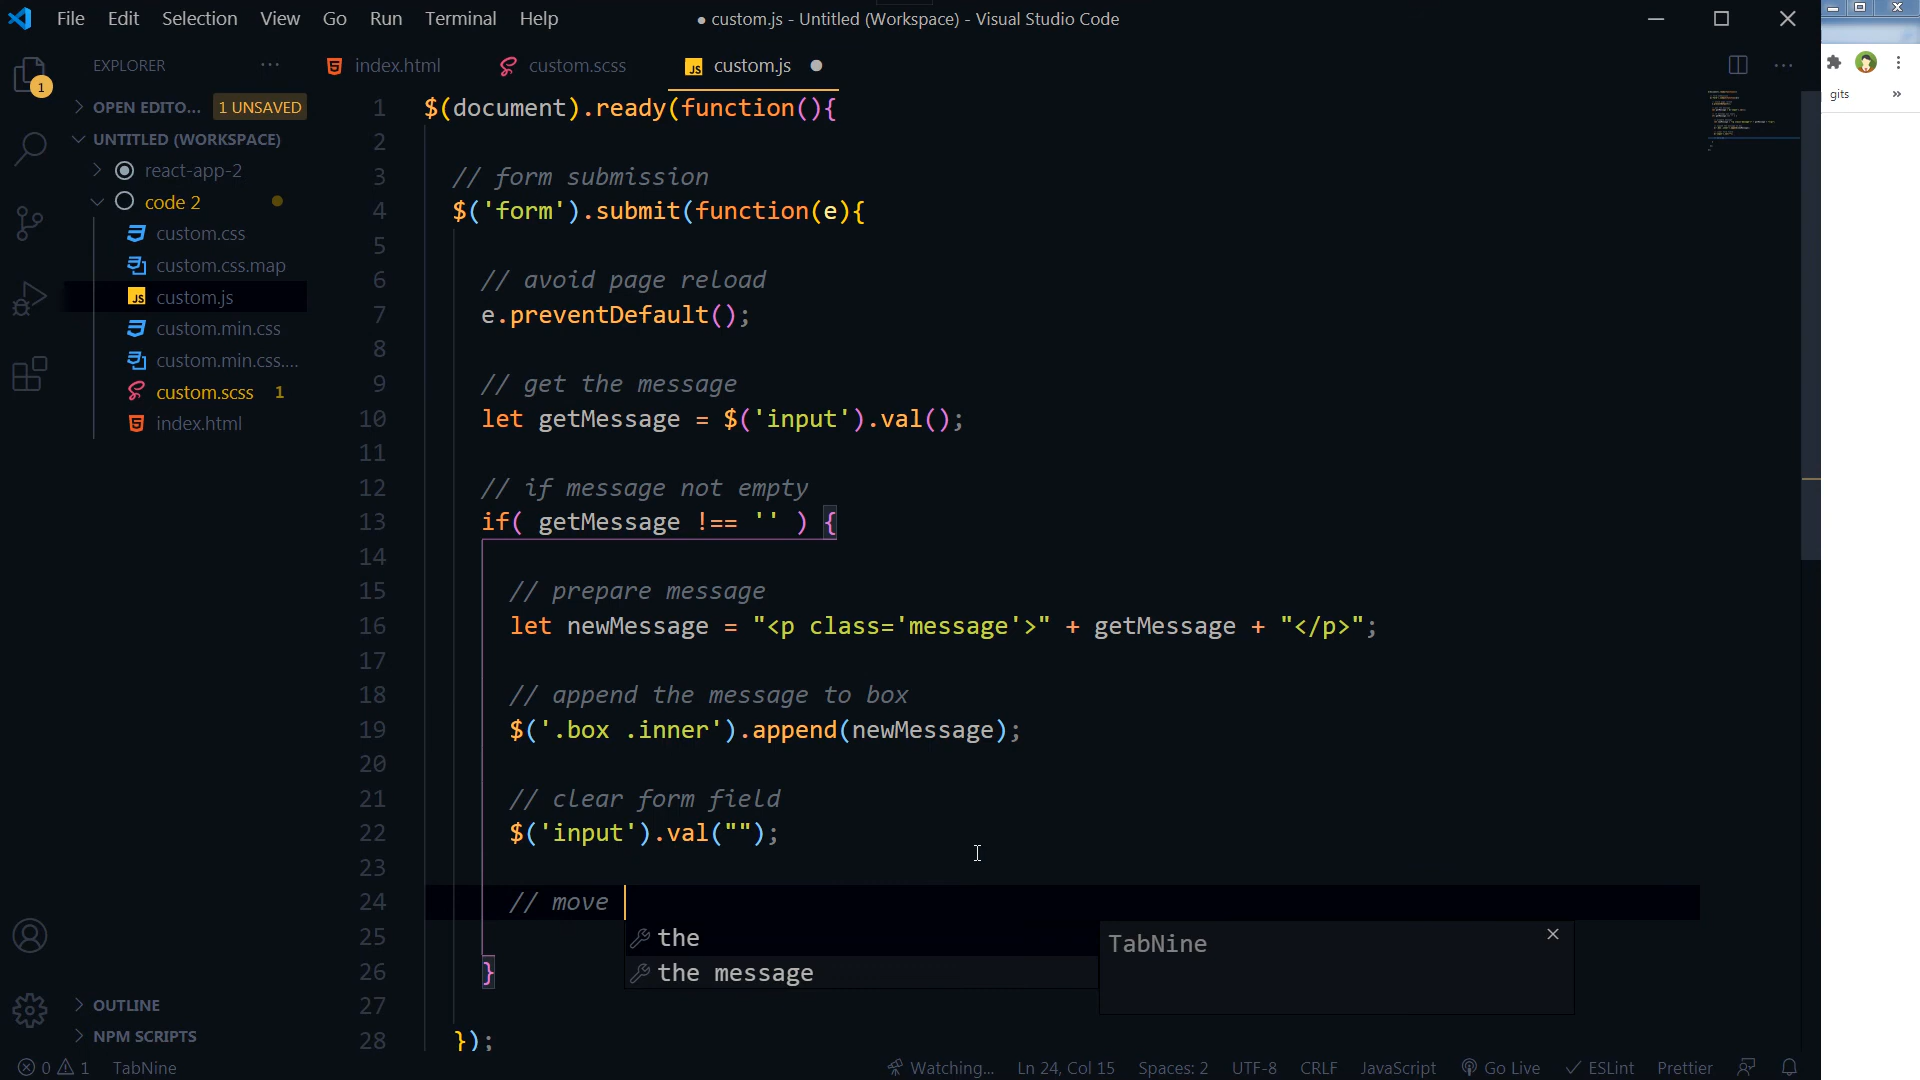 File Edit Selection View Go Run Terminal Help
● custom.js - Untitled (Workspace) - Visual Studio Code
EXPLORER ...
index.html
custom.scss
JS custom.js ●
1
OPEN EDITO... 1 UNSAVED
UNTITLED (WORKSPACE)
react-app-2
code 2
custom.css
custom.css.map
JS custom.js
custom.min.css
custom.min.css....
custom.scss 1
index.html
OUTLINE
NPM SCRIPTS
1 $(document).ready(function(){
2
3 // form submission
4 $('form').submit(function(e){
5
6 // avoid page reload
7 e.preventDefault();
8
9 // get the message
10 let getMessage = $('input').val();
11
12 // if message not empty
13 if( getMessage !== '' ) {
14
15 // prepare message
16 let newMessage = "<p class='message'>" + getMessage + "</p>";
17
18 // append the message to box
19 $('.box .inner').append(newMessage);
20
21 // clear form field
22 $('input').val("");
23
24 // move
25
26 }
27
28 });
the
the message
TabNine
gits »
0 1 TabNine Watching... Ln 24, Col 15 Spaces: 2 UTF-8 CRLF JavaScript Go Live ESLint Prettier